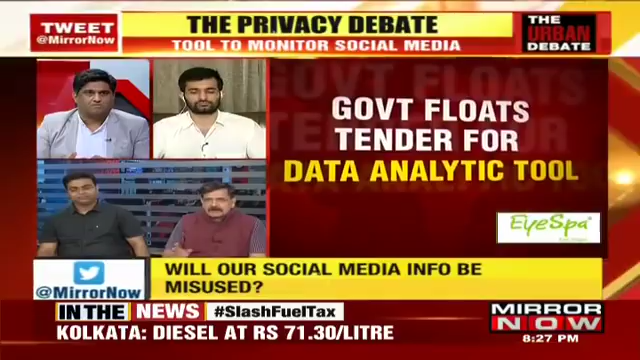 TWEET
@MirrorNow
THE PRIVACY DEBATE
TOOL TO MONITOR SOCIAL MEDIA
THE
URBAN
DEBATE
GOVT FLOATS
TENDER FOR
DATA ANALYTIC TOOL
EyeSpa
@MirrorNow
WILL OUR SOCIAL MEDIA INFO BE
MISUSED?
IN THE NEWS #SlashFuelTax
KOLKATA: DIESEL AT RS 71.30/LITRE
MIRROR
NOW
8:27 PM